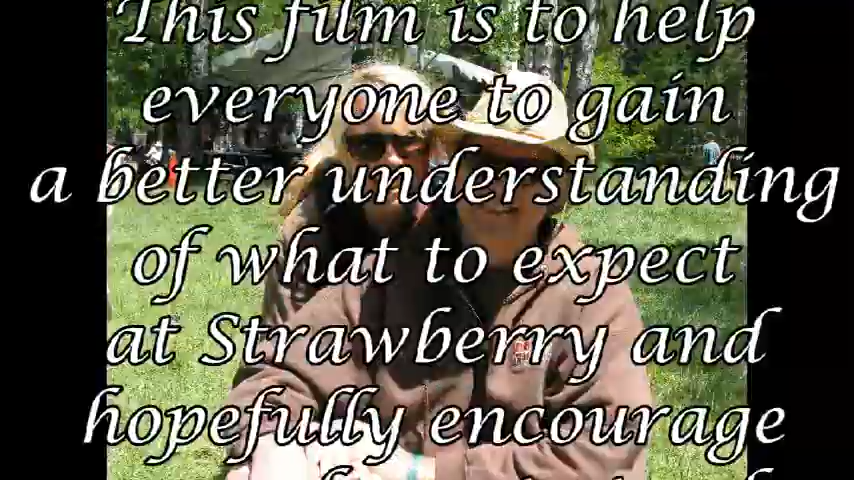 This film is to help
everyone to gain
a better understanding
of what to expect
at Strawberry and
hopefully encourage